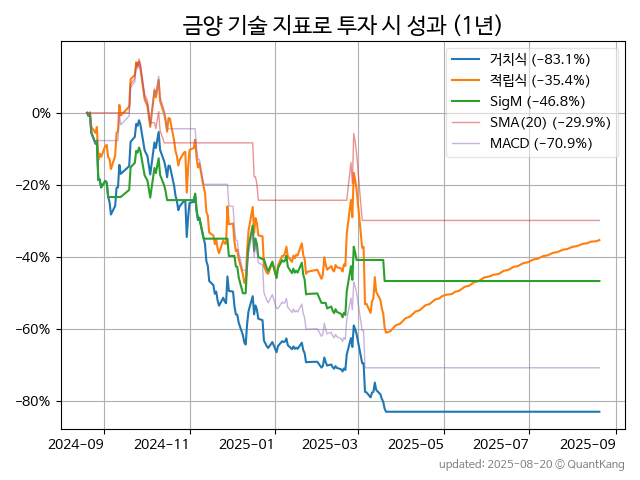 금양 기술 지표로 투자 시 성과 (1년)
거치식 (−83.1%)
적립식 (−35.4%)
SigM (−46.8%)
SMA(20) (−29.9%)
MACD (−70.9%)
0%
−20%
−40%
−60%
−80%
2024−09 2024−11 2025−01 2025−03 2025−05 2025−07 2025−09
updated: 2025-08-20 © QuantKang